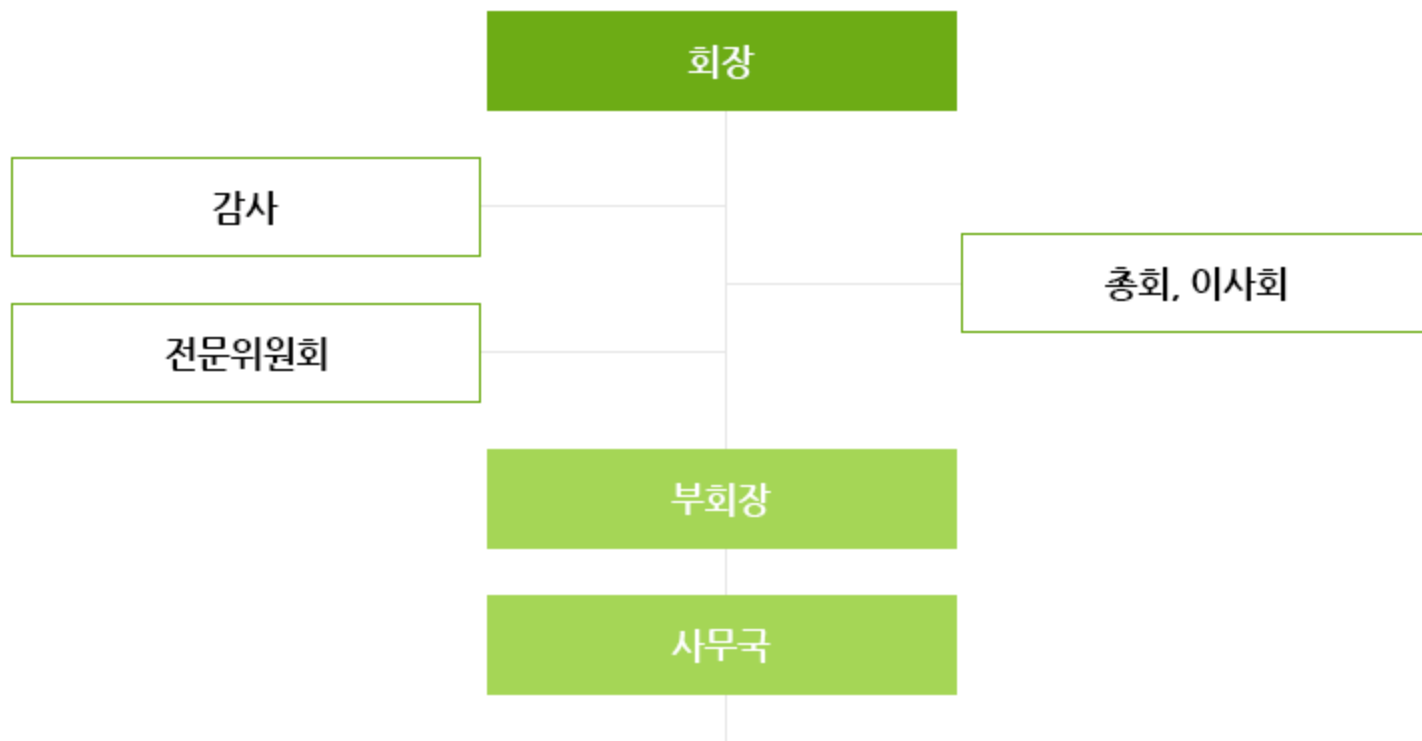 회장
감사
총회, 이사회
전문위원회
부회장
사무국